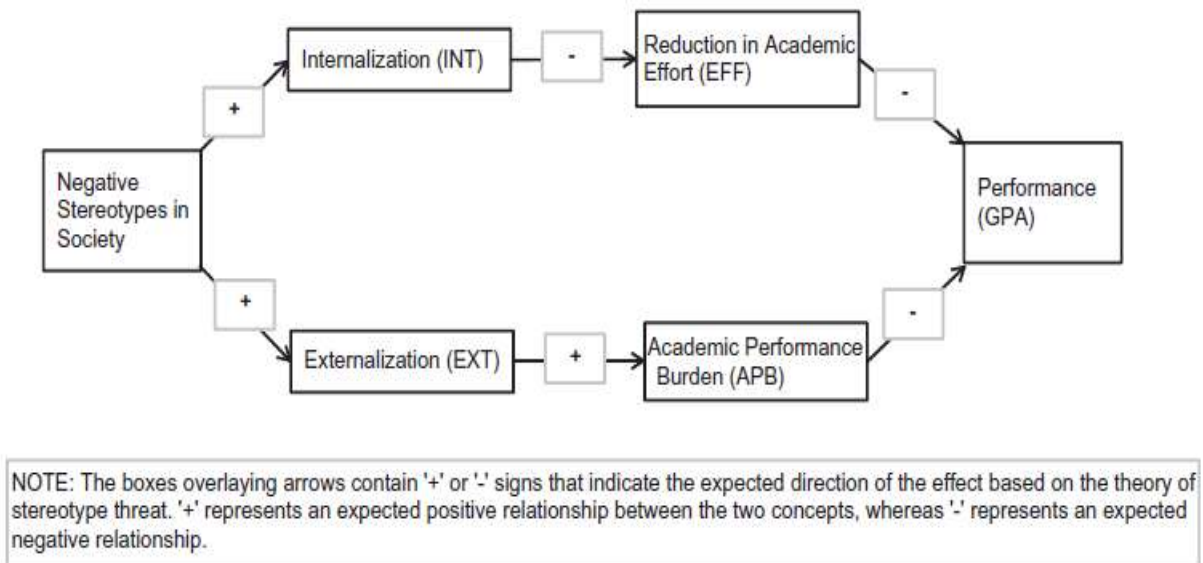 Internalization (INT)
-
Reduction in Academic
Effort (EFF)
+
-
Negative
Stereotypes in
Society
Performance
(GPA)
+
-
Externalization (EXT)
+
Academic Performance
Burden (APB)
NOTE: The boxes overlaying arrows contain '+' or '-' signs that indicate the expected direction of the effect based on the theory of
stereotype threat. '+' represents an expected positive relationship between the two concepts, whereas '-' represents an expected
negative relationship.